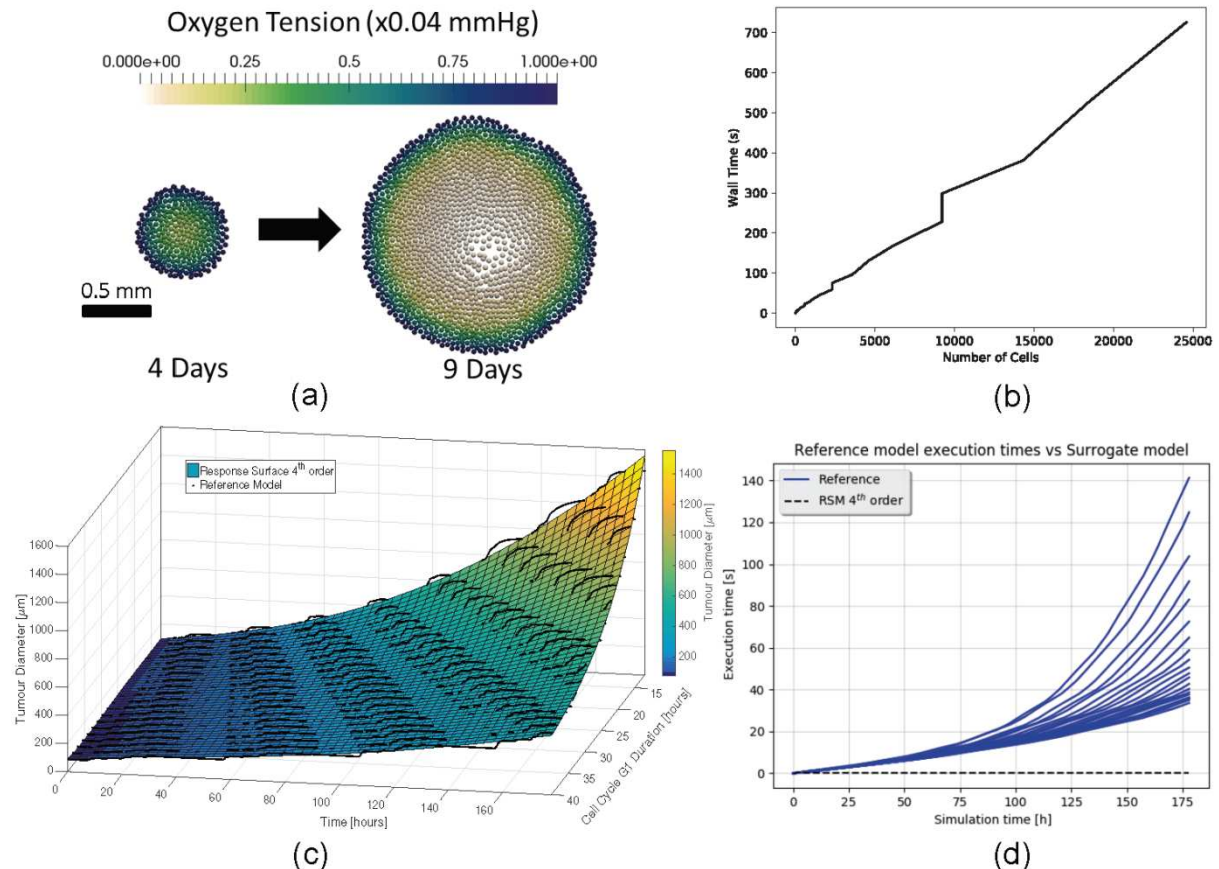 Oxygen Tension (x0.04 mmHg)
0.000e+00 0.25 0.5 0.75 1.000e+00
0.5 mm
4 Days
9 Days
(a)
Wall Time (s)
700
600
500
400
300
200
100
0
0 5000 10000 15000 20000 25000
Number of Cells
(b)
Response Surface 4th order
Reference Model
Tumour Diameter [μm]
1600
1400
1200
1000
800
600
400
200
0
0 20 40 60 80 100 120 140 160
Time [hours]
15
20
25
30
35
40
Cell Cycle G1 Duration [hours]
1400
1200
1000
800
600
400
200
Tumour Diameter [μm]
(c)
Reference model execution times vs Surrogate model
Reference
RSM 4th order
Execution time [s]
140
120
100
80
60
40
20
0
0 25 50 75 100 125 150 175
Simulation time [h]
(d)